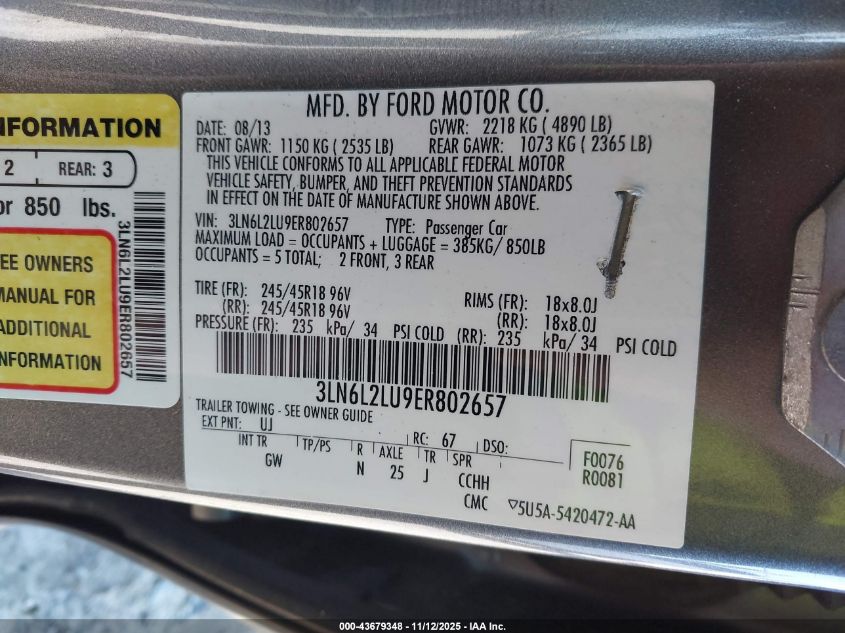 NFORMATION
2 REAR: 3
or 850 lbs.
EE OWNERS
MANUAL FOR
ADDITIONAL
INFORMATION
3LN6L2LU9ER802657
MFD. BY FORD MOTOR CO.
DATE: 08/13 GVWR: 2218 KG ( 4890 LB)
FRONT GAWR: 1150 KG ( 2535 LB) REAR GAWR: 1073 KG ( 2365 LB)
THIS VEHICLE CONFORMS TO ALL APPLICABLE FEDERAL MOTOR
VEHICLE SAFETY, BUMPER, AND THEFT PREVENTION STANDARDS
IN EFFECT ON THE DATE OF MANUFACTURE SHOWN ABOVE.
VIN: 3LN6L2LU9ER802657 TYPE: Passenger Car
MAXIMUM LOAD = OCCUPANTS + LUGGAGE = 385KG/ 850LB
OCCUPANTS = 5 TOTAL; 2 FRONT, 3 REAR
TIRE (FR): 245/45R18 96V RIMS (FR): 18x8.0J
(RR): 245/45R18 96V (RR): 18x8.0J
PRESSURE (FR): 235 kPa/ 34 PSI COLD (RR): 235 kPa/ 34 PSI COLD
3LN6L2LU9ER802657
TRAILER TOWING - SEE OWNER GUIDE
EXT PNT: UJ RC: 67 DSO:
INT TR TP/PS R AXLE TR SPR
GW N 25 J CCHH
CMC
F0076
R0081
5U5A-5420472-AA
000-43679348 - 11/12/2025 - IAA Inc.